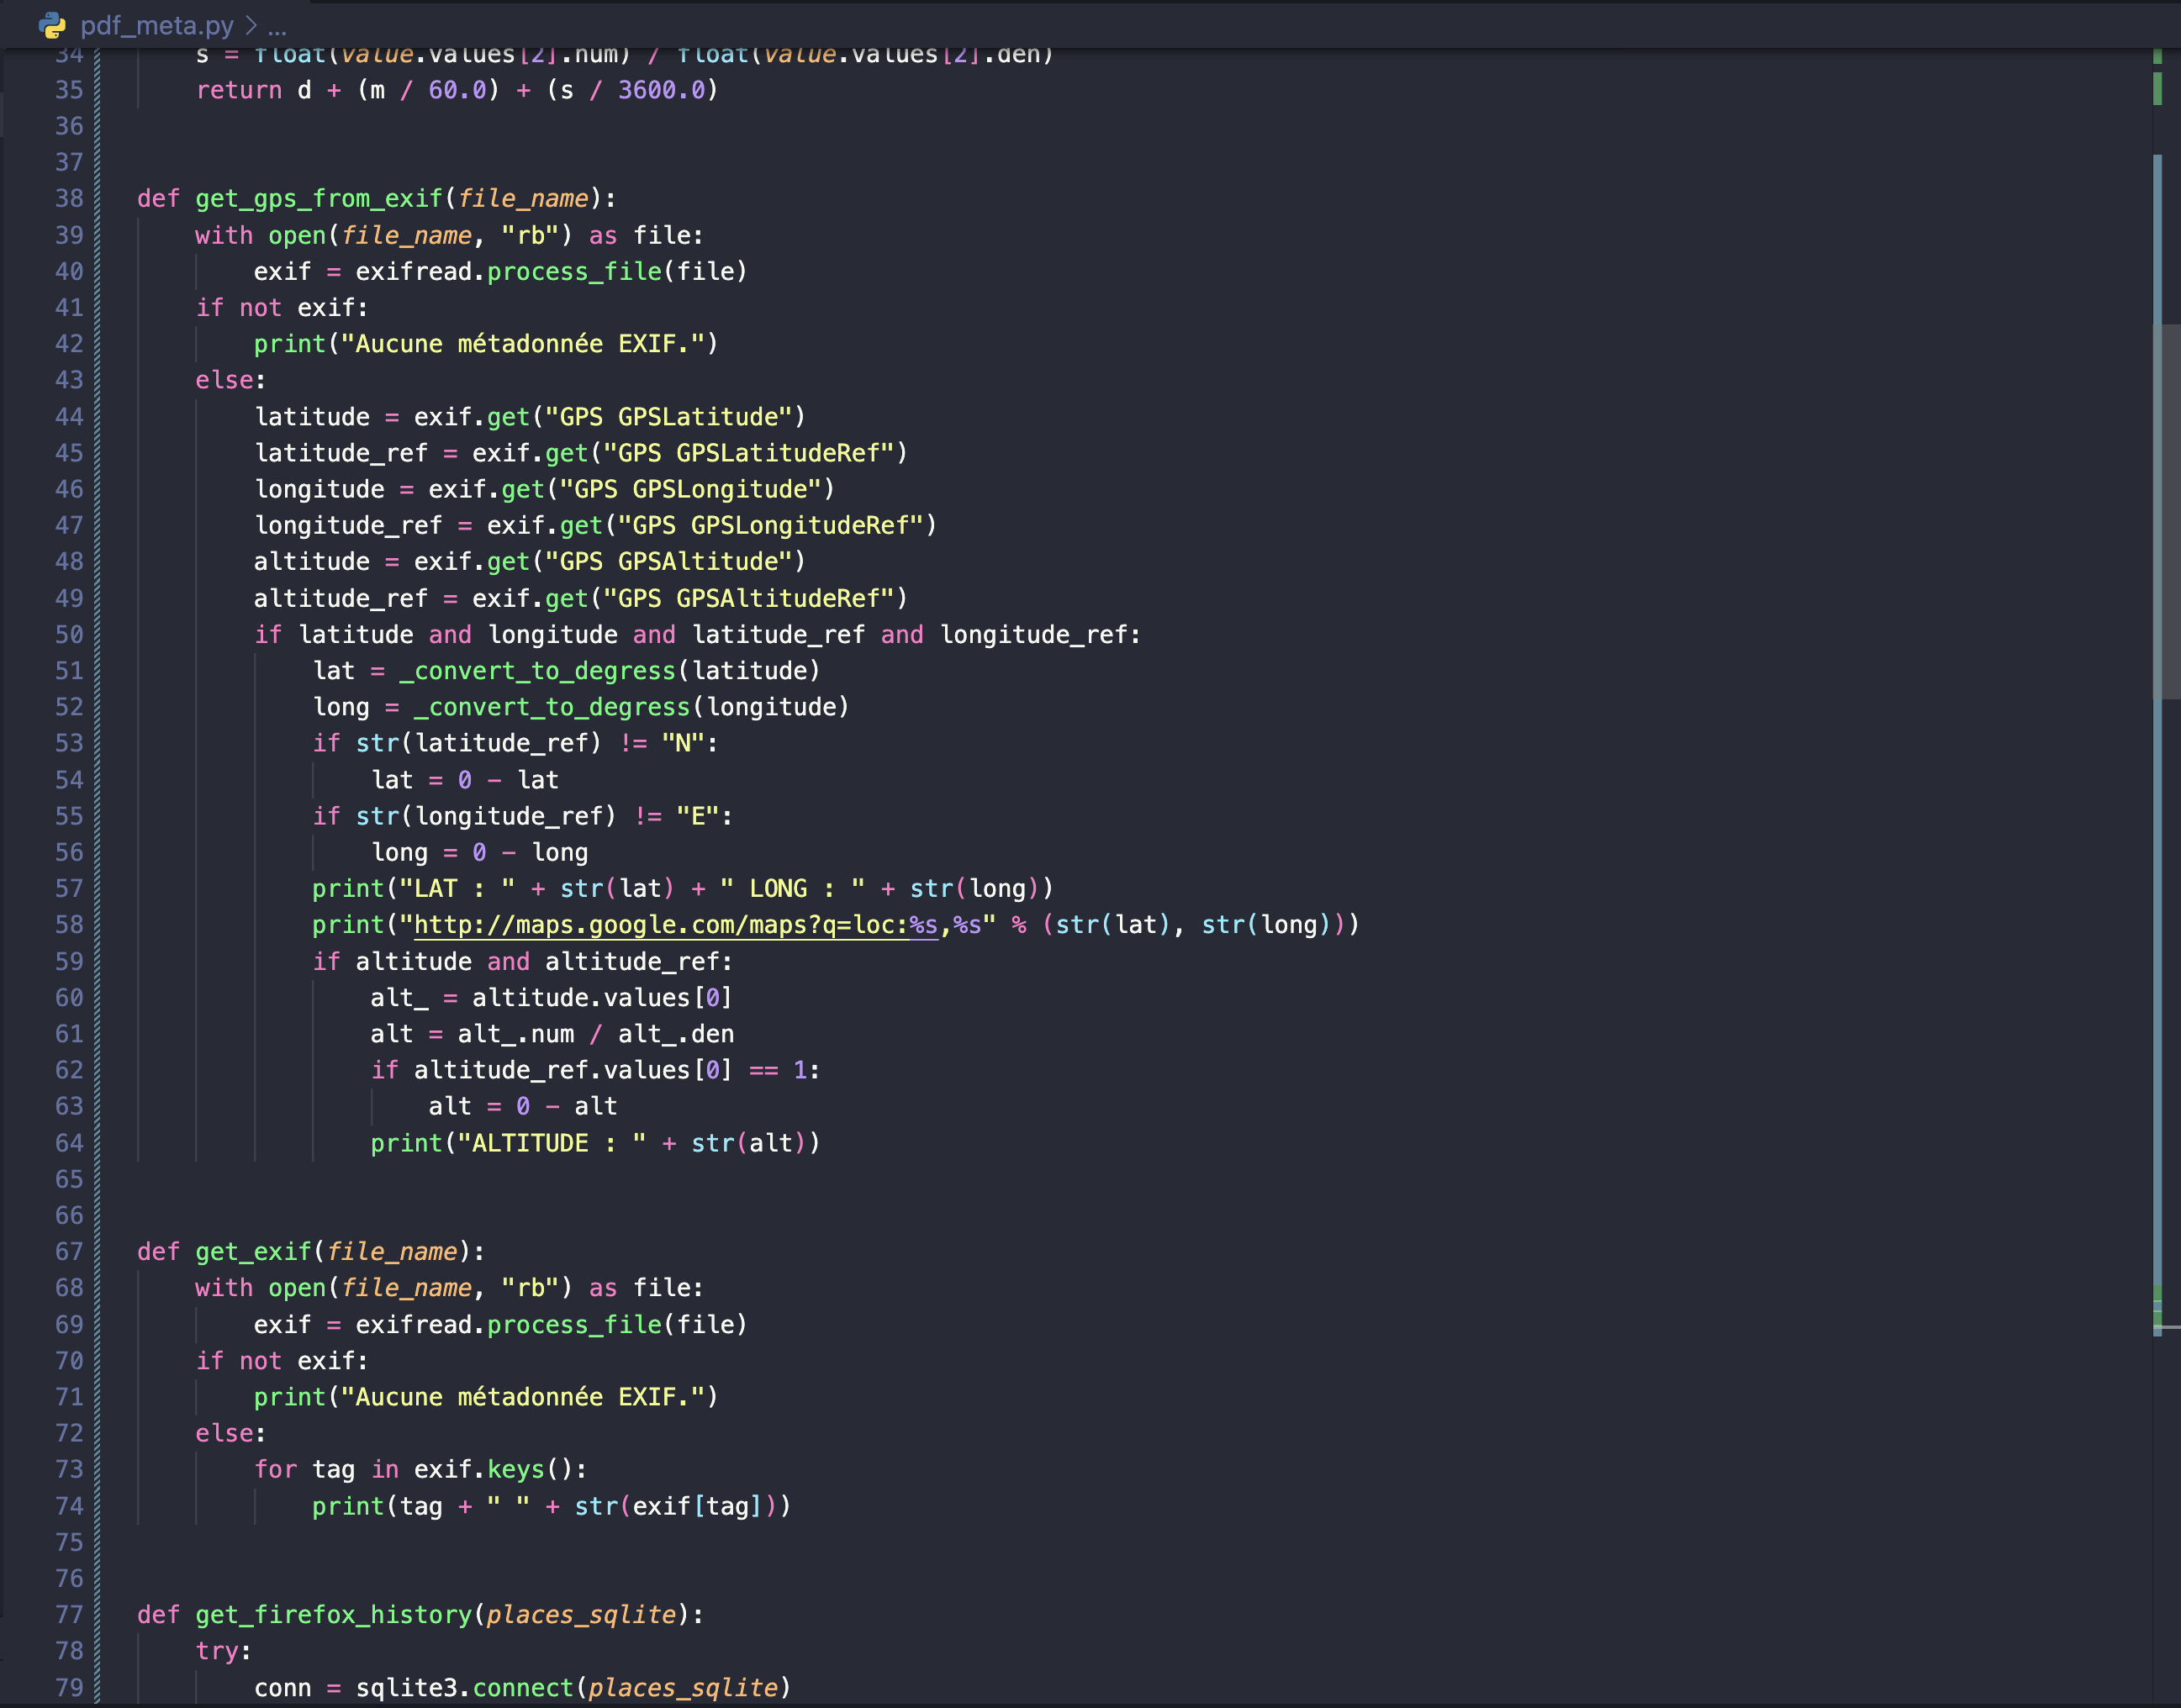 pdf_meta.py > ...
34 s = float(value.values[2].num) / float(value.values[2].den)
35 return d + (m / 60.0) + (s / 3600.0)
36
37
38 def get_gps_from_exif(file_name):
39     with open(file_name, "rb") as file:
40         exif = exifread.process_file(file)
41     if not exif:
42         print("Aucune métadonnée EXIF.")
43     else:
44         latitude = exif.get("GPS GPSLatitude")
45         latitude_ref = exif.get("GPS GPSLatitudeRef")
46         longitude = exif.get("GPS GPSLongitude")
47         longitude_ref = exif.get("GPS GPSLongitudeRef")
48         altitude = exif.get("GPS GPSAltitude")
49         altitude_ref = exif.get("GPS GPSAltitudeRef")
50         if latitude and longitude and latitude_ref and longitude_ref:
51             lat = _convert_to_degress(latitude)
52             long = _convert_to_degress(longitude)
53             if str(latitude_ref) != "N":
54                 lat = 0 - lat
55             if str(longitude_ref) != "E":
56                 long = 0 - long
57             print("LAT : " + str(lat) + " LONG : " + str(long))
58             print("http://maps.google.com/maps?q=loc:%s,%s" % (str(lat), str(long)))
59             if altitude and altitude_ref:
60                 alt_ = altitude.values[0]
61                 alt = alt_.num / alt_.den
62                 if altitude_ref.values[0] == 1:
63                     alt = 0 - alt
64                 print("ALTITUDE : " + str(alt))
65
66
67 def get_exif(file_name):
68     with open(file_name, "rb") as file:
69         exif = exifread.process_file(file)
70     if not exif:
71         print("Aucune métadonnée EXIF.")
72     else:
73         for tag in exif.keys():
74             print(tag + " " + str(exif[tag]))
75
76
77 def get_firefox_history(places_sqlite):
78     try:
79         conn = sqlite3.connect(places_sqlite)